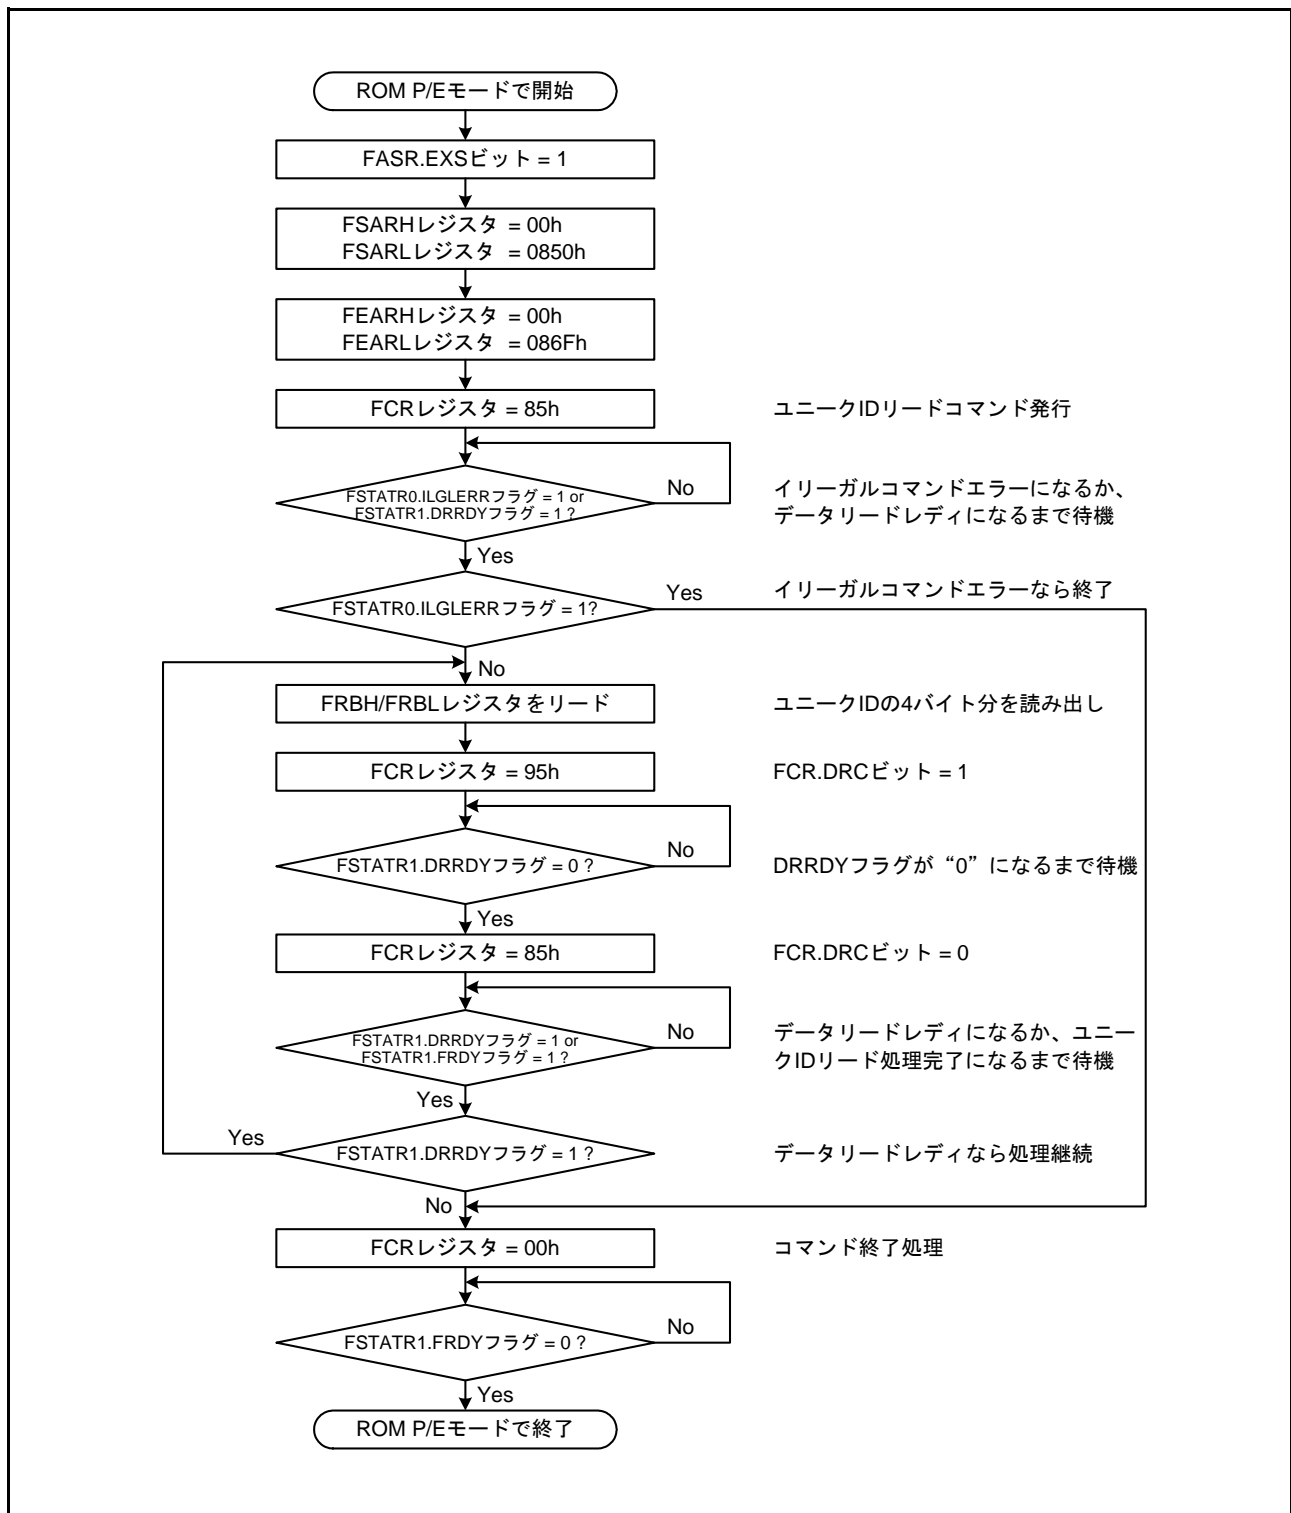 ROM P/Eモードで開始
FASR.EXSビット = 1
FSARHレジスタ = 00h
FSARLレジスタ = 0850h
FEARHレジスタ = 00h
FEARLレジスタ = 086Fh
FCRレジスタ = 85h
ユニークIDリードコマンド発行
FSTATR0.ILGLERRフラグ = 1 or
FSTATR1.DRRDYフラグ = 1 ?
No
イリーガルコマンドエラーになるか、
データリードレディになるまで待機
Yes
FSTATR0.ILGLERRフラグ = 1?
Yes
イリーガルコマンドエラーなら終了
No
FRBH/FRBLレジスタをリード
ユニークIDの4バイト分を読み出し
FCRレジスタ = 95h
FCR.DRCビット = 1
FSTATR1.DRRDYフラグ = 0 ?
No
DRRDYフラグが“0”になるまで待機
Yes
FCRレジスタ = 85h
FCR.DRCビット = 0
FSTATR1.DRRDYフラグ = 1 or
FSTATR1.FRDYフラグ = 1 ?
No
データリードレディになるか、ユニー
クIDリード処理完了になるまで待機
Yes
Yes
FSTATR1.DRRDYフラグ = 1 ?
データリードレディなら処理継続
No
FCRレジスタ = 00h
コマンド終了処理
FSTATR1.FRDYフラグ = 0 ?
No
Yes
ROM P/Eモードで終了